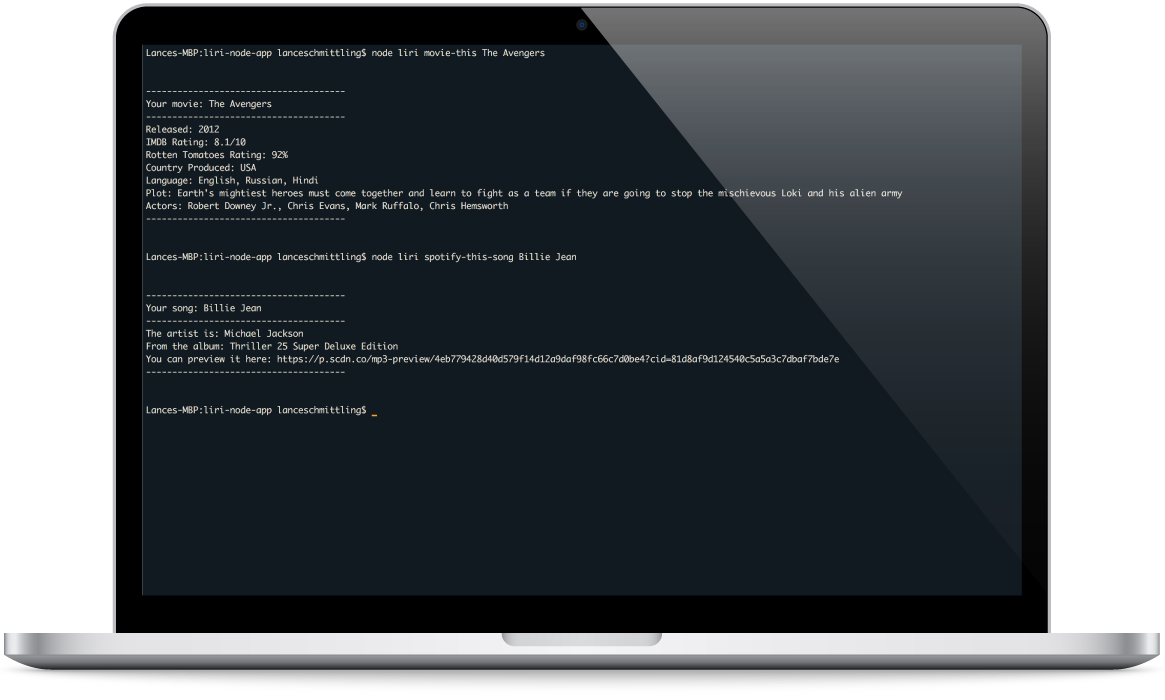 Lances-MBP:liri-node-app lanceschmittling$ node liri movie-this The Avengers
--------------------------------------
Your movie: The Avengers
--------------------------------------
Released: 2012
IMDB Rating: 8.1/10
Rotten Tomatoes Rating: 92%
Country Produced: USA
Language: English, Russian, Hindi
Plot: Earth's mightiest heroes must come together and learn to fight as a team if they are going to stop the mischievous Loki and his alien army
Actors: Robert Downey Jr., Chris Evans, Mark Ruffalo, Chris Hemsworth
--------------------------------------
Lances-MBP:liri-node-app lanceschmittling$ node liri spotify-this-song Billie Jean
--------------------------------------
Your song: Billie Jean
--------------------------------------
The artist is: Michael Jackson
From the album: Thriller 25 Super Deluxe Edition
You can preview it here: https://p.scdn.co/mp3-preview/4eb779428d40d579f14d12a9daf98fc66c7d0be4?cid=81d8af9d124540c5a5a3c7dbaf7bde7e
--------------------------------------
Lances-MBP:liri-node-app lanceschmittling$ _